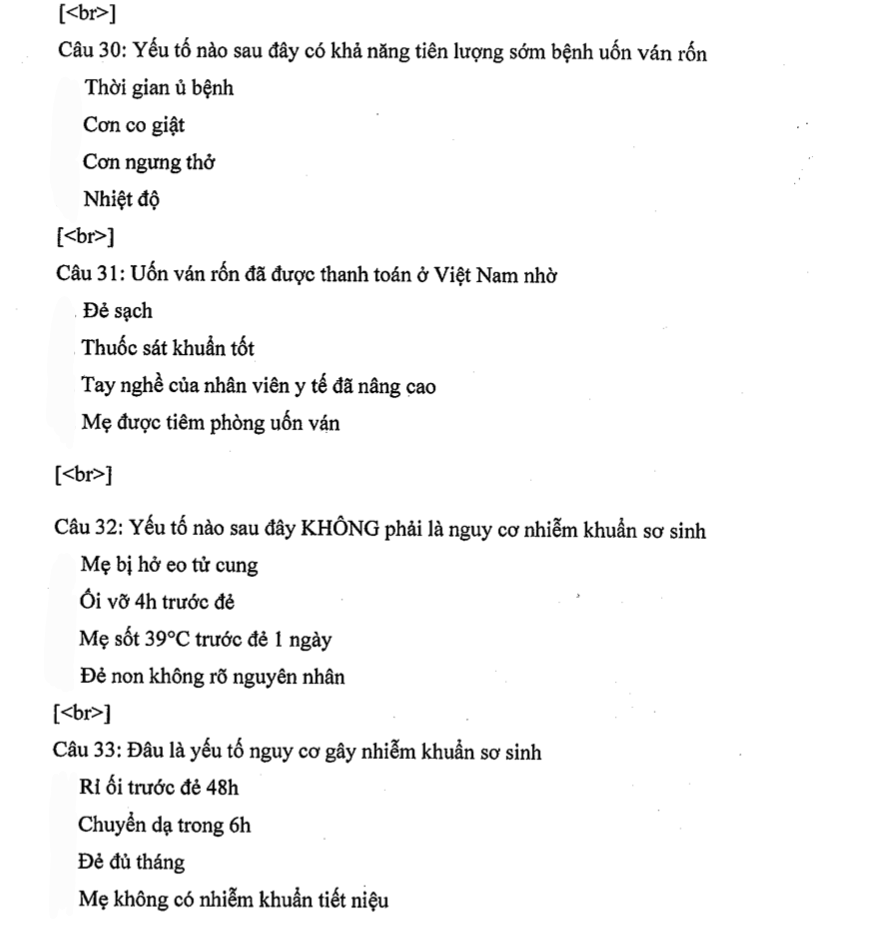 [<br>]
Câu 30: Yếu tố nào sau đây có khả năng tiên lượng sớm bệnh uốn ván rốn
Thời gian ủ bệnh
Cơn co giật
Cơn ngưng thở
Nhiệt độ
[<br>]
Câu 31: Uốn ván rốn đã được thanh toán ở Việt Nam nhờ
Đẻ sạch
Thuốc sát khuẩn tốt
Tay nghề của nhân viên y tế đã nâng cao
Mẹ được tiêm phòng uốn ván
[<br>]
Câu 32: Yếu tố nào sau đây KHÔNG phải là nguy cơ nhiễm khuẩn sơ sinh
Mẹ bị hở eo tử cung
Ối vỡ 4h trước đẻ
Mẹ sốt 39°C trước đẻ 1 ngày
Đẻ non không rõ nguyên nhân
[<br>]
Câu 33: Đâu là yếu tố nguy cơ gây nhiễm khuẩn sơ sinh
Rỉ ối trước đẻ 48h
Chuyển dạ trong 6h
Đẻ đủ tháng
Mẹ không có nhiễm khuẩn tiết niệu